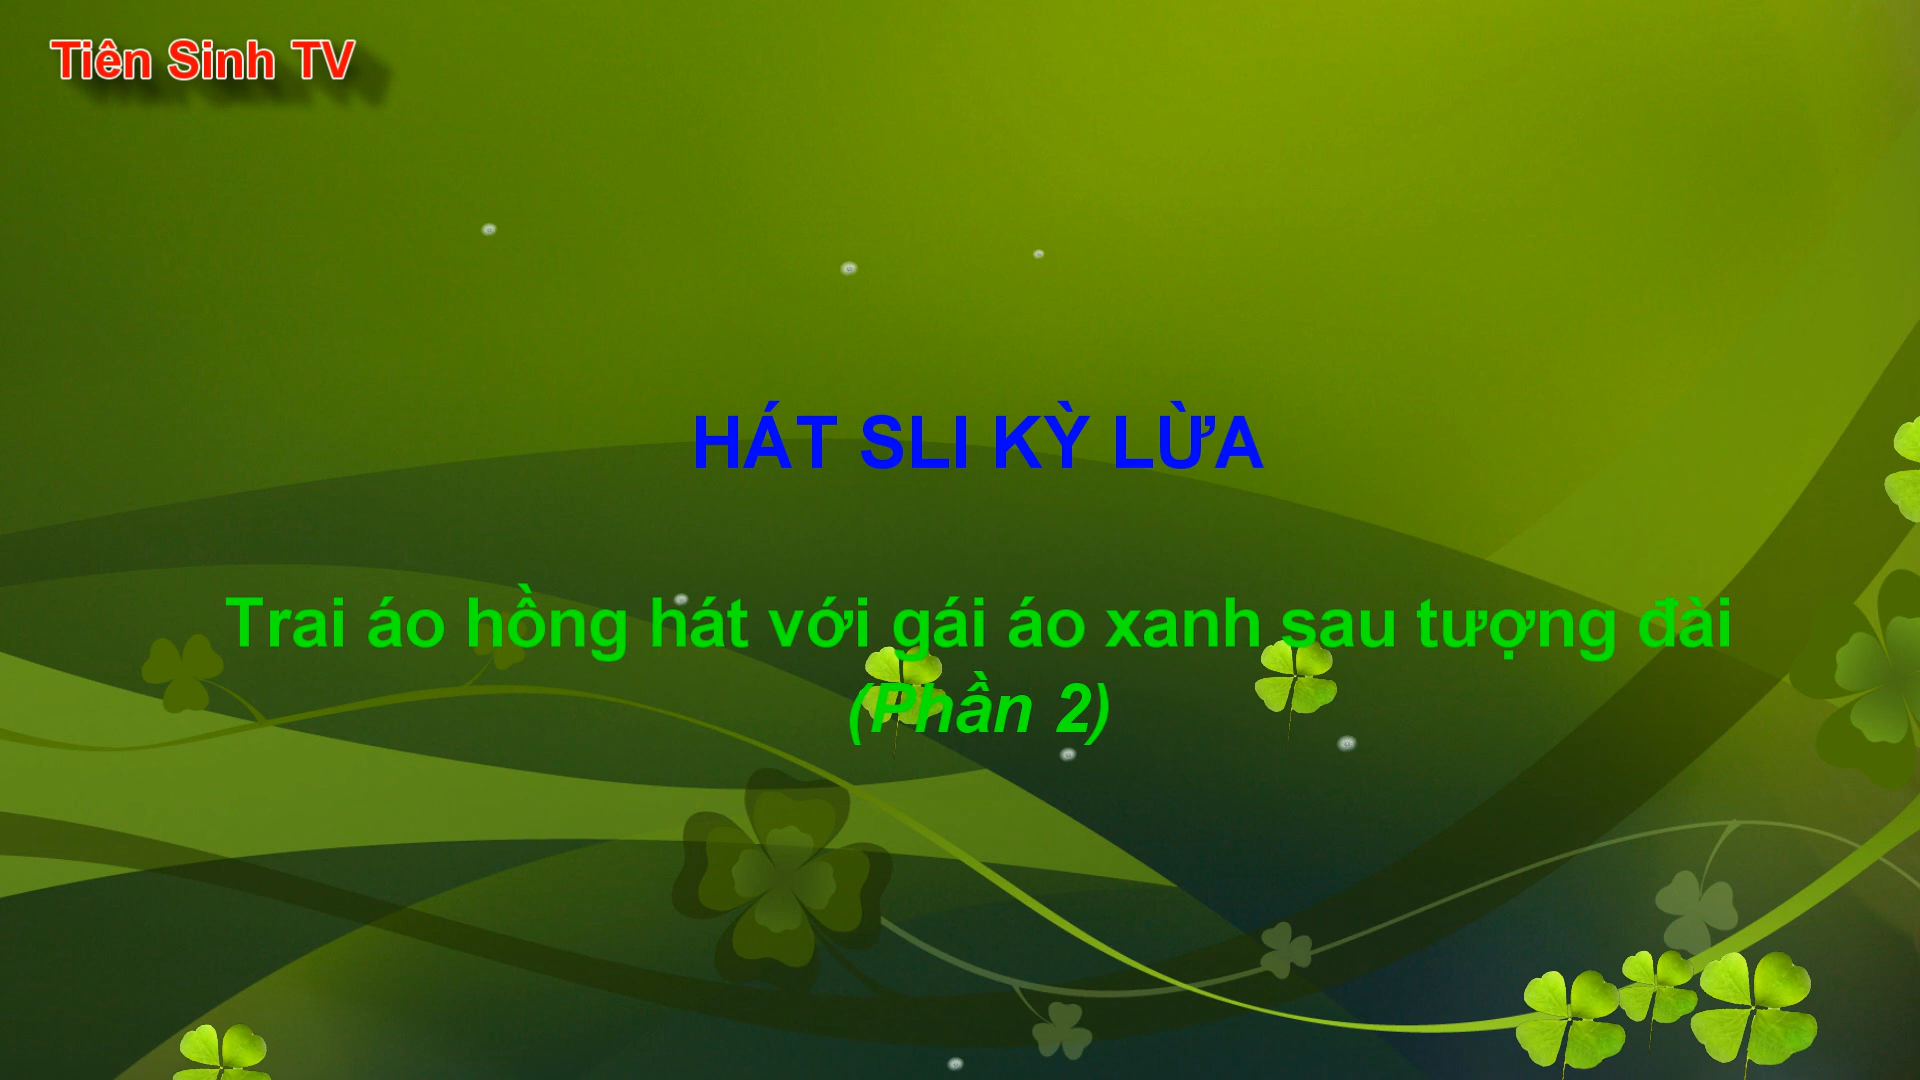 Tiên Sinh TV
HÁT SLI KỲ LỪA
Trai áo hồng hát với gái áo xanh sau tượng đài
(Phần 2)